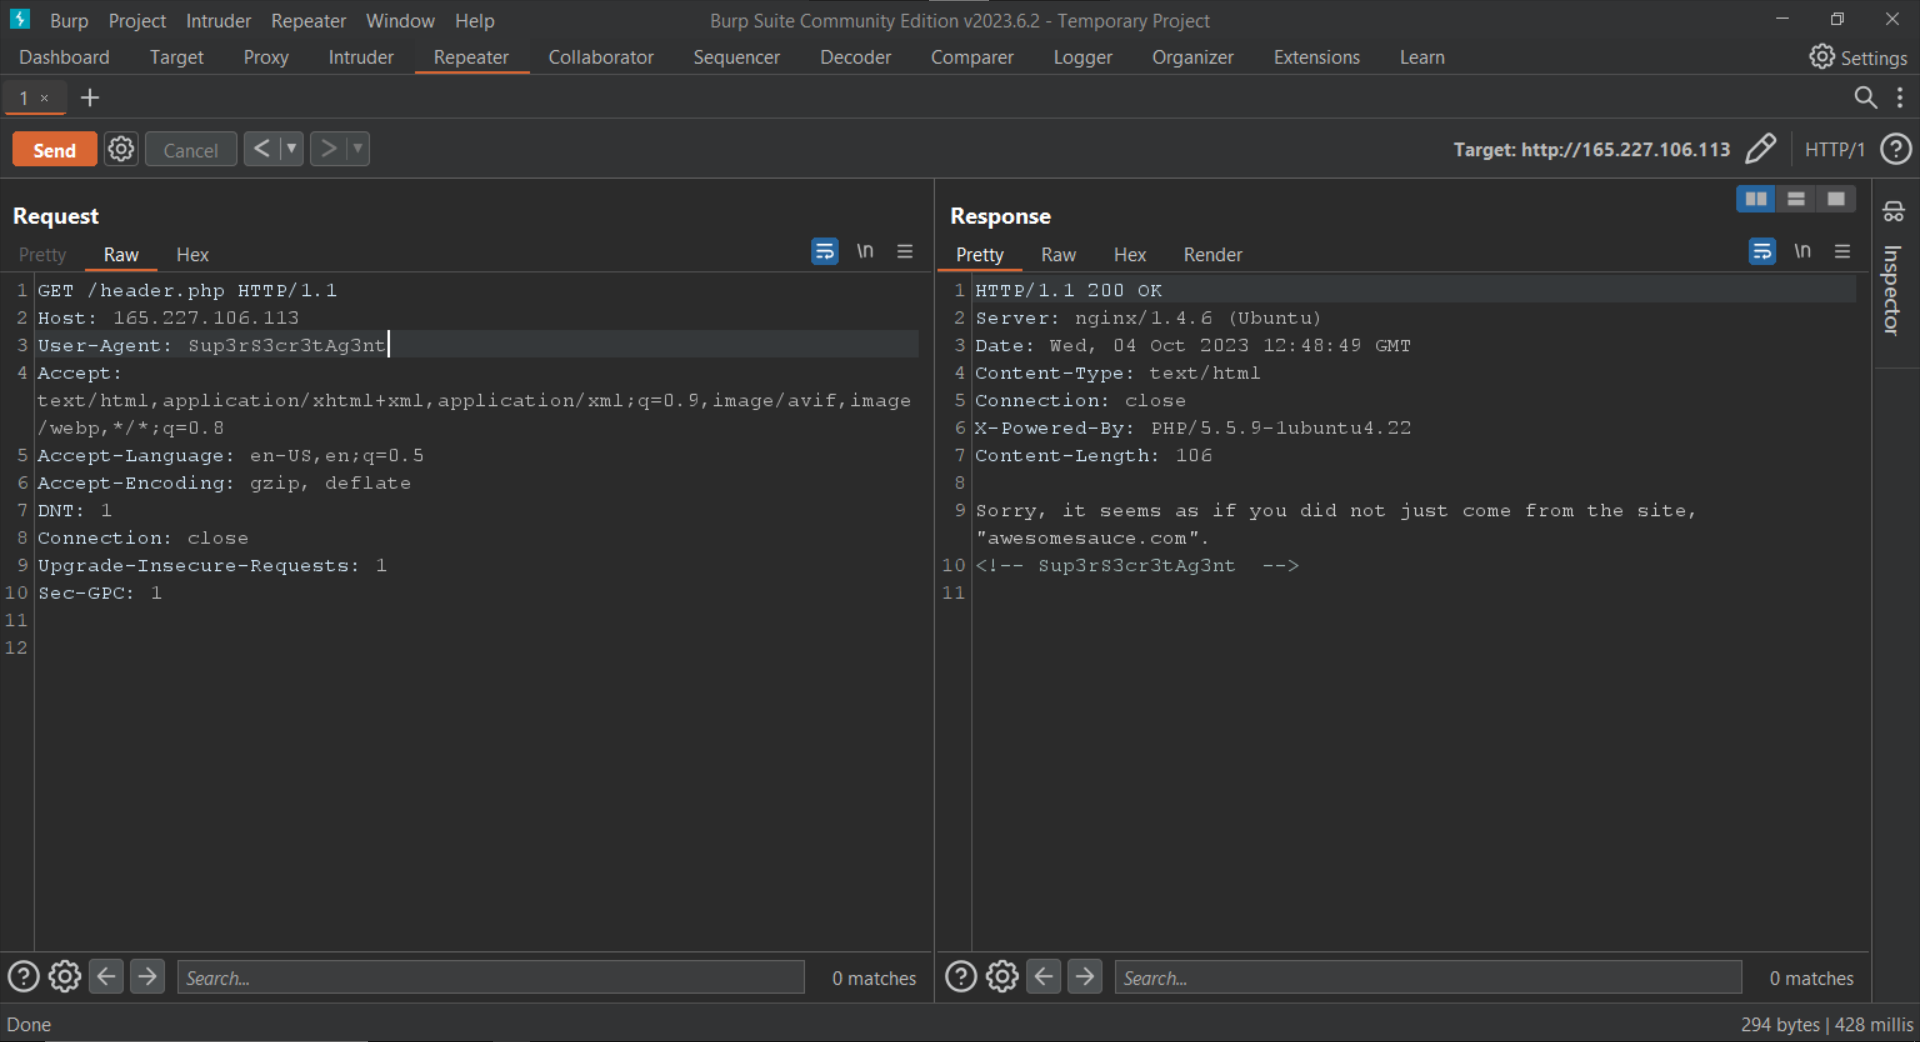 Burp Project Intruder Repeater Window Help Burp Suite Community Edition v2023.6.2 - Temporary Project
Dashboard Target Proxy Intruder Repeater Collaborator Sequencer Decoder Comparer Logger Organizer Extensions Learn Settings
1 × +
Send Cancel < > Target: http://165.227.106.113 HTTP/1 ?
Request
Pretty Raw Hex \n
1 GET /header.php HTTP/1.1
2 Host: 165.227.106.113
3 User-Agent: Sup3rS3cr3tAg3nt
4 Accept:
text/html,application/xhtml+xml,application/xml;q=0.9,image/avif,image
/webp,*/*;q=0.8
5 Accept-Language: en-US,en;q=0.5
6 Accept-Encoding: gzip, deflate
7 DNT: 1
8 Connection: close
9 Upgrade-Insecure-Requests: 1
10 Sec-GPC: 1
11
12
Search... 0 matches
Response
Pretty Raw Hex Render \n
1 HTTP/1.1 200 OK
2 Server: nginx/1.4.6 (Ubuntu)
3 Date: Wed, 04 Oct 2023 12:48:49 GMT
4 Content-Type: text/html
5 Connection: close
6 X-Powered-By: PHP/5.5.9-1ubuntu4.22
7 Content-Length: 106
8
9 Sorry, it seems as if you did not just come from the site,
"awesomesauce.com".
10 <!-- Sup3rS3cr3tAg3nt  -->
11
Search... 0 matches
Inspector
Done 294 bytes | 428 millis